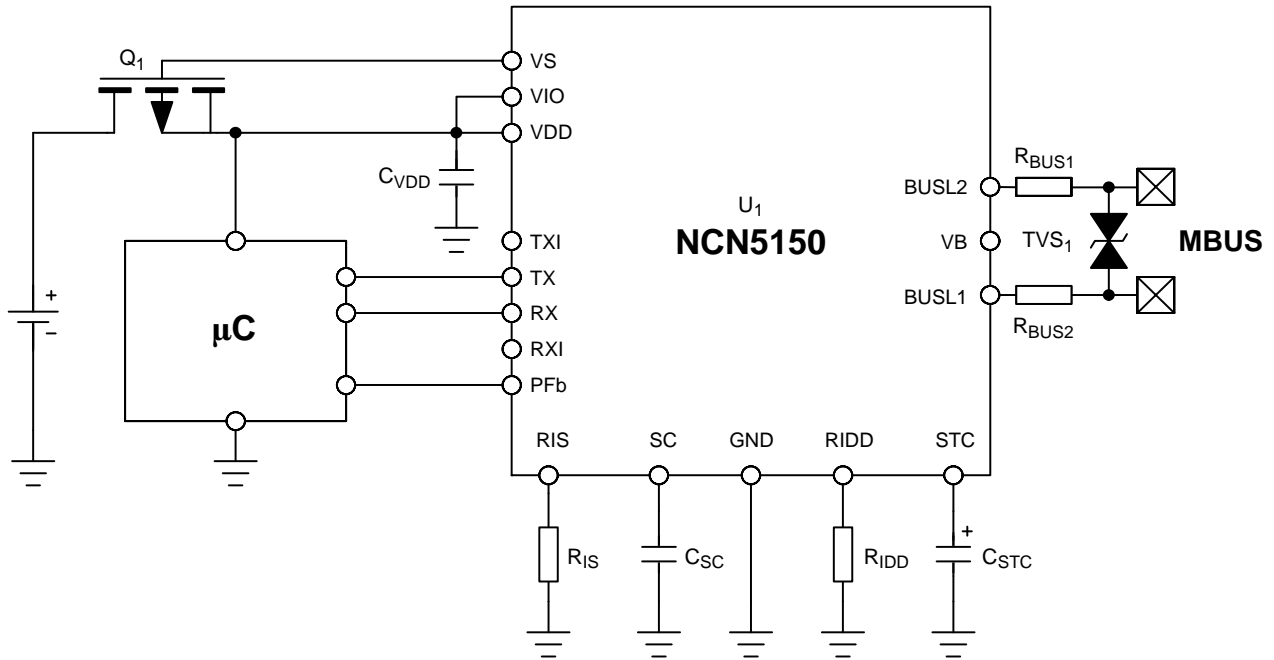 Q1
VS
VIO
VDD
CVDD
RBUS1
BUSL2
U1
NCN5150
TXI
VB
TVS1
MBUS
TX
+
−
μC
RX
BUSL1
RXI
RBUS2
PFb
RIS
SC
GND
RIDD
STC
RIS
CSC
RIDD
+
CSTC